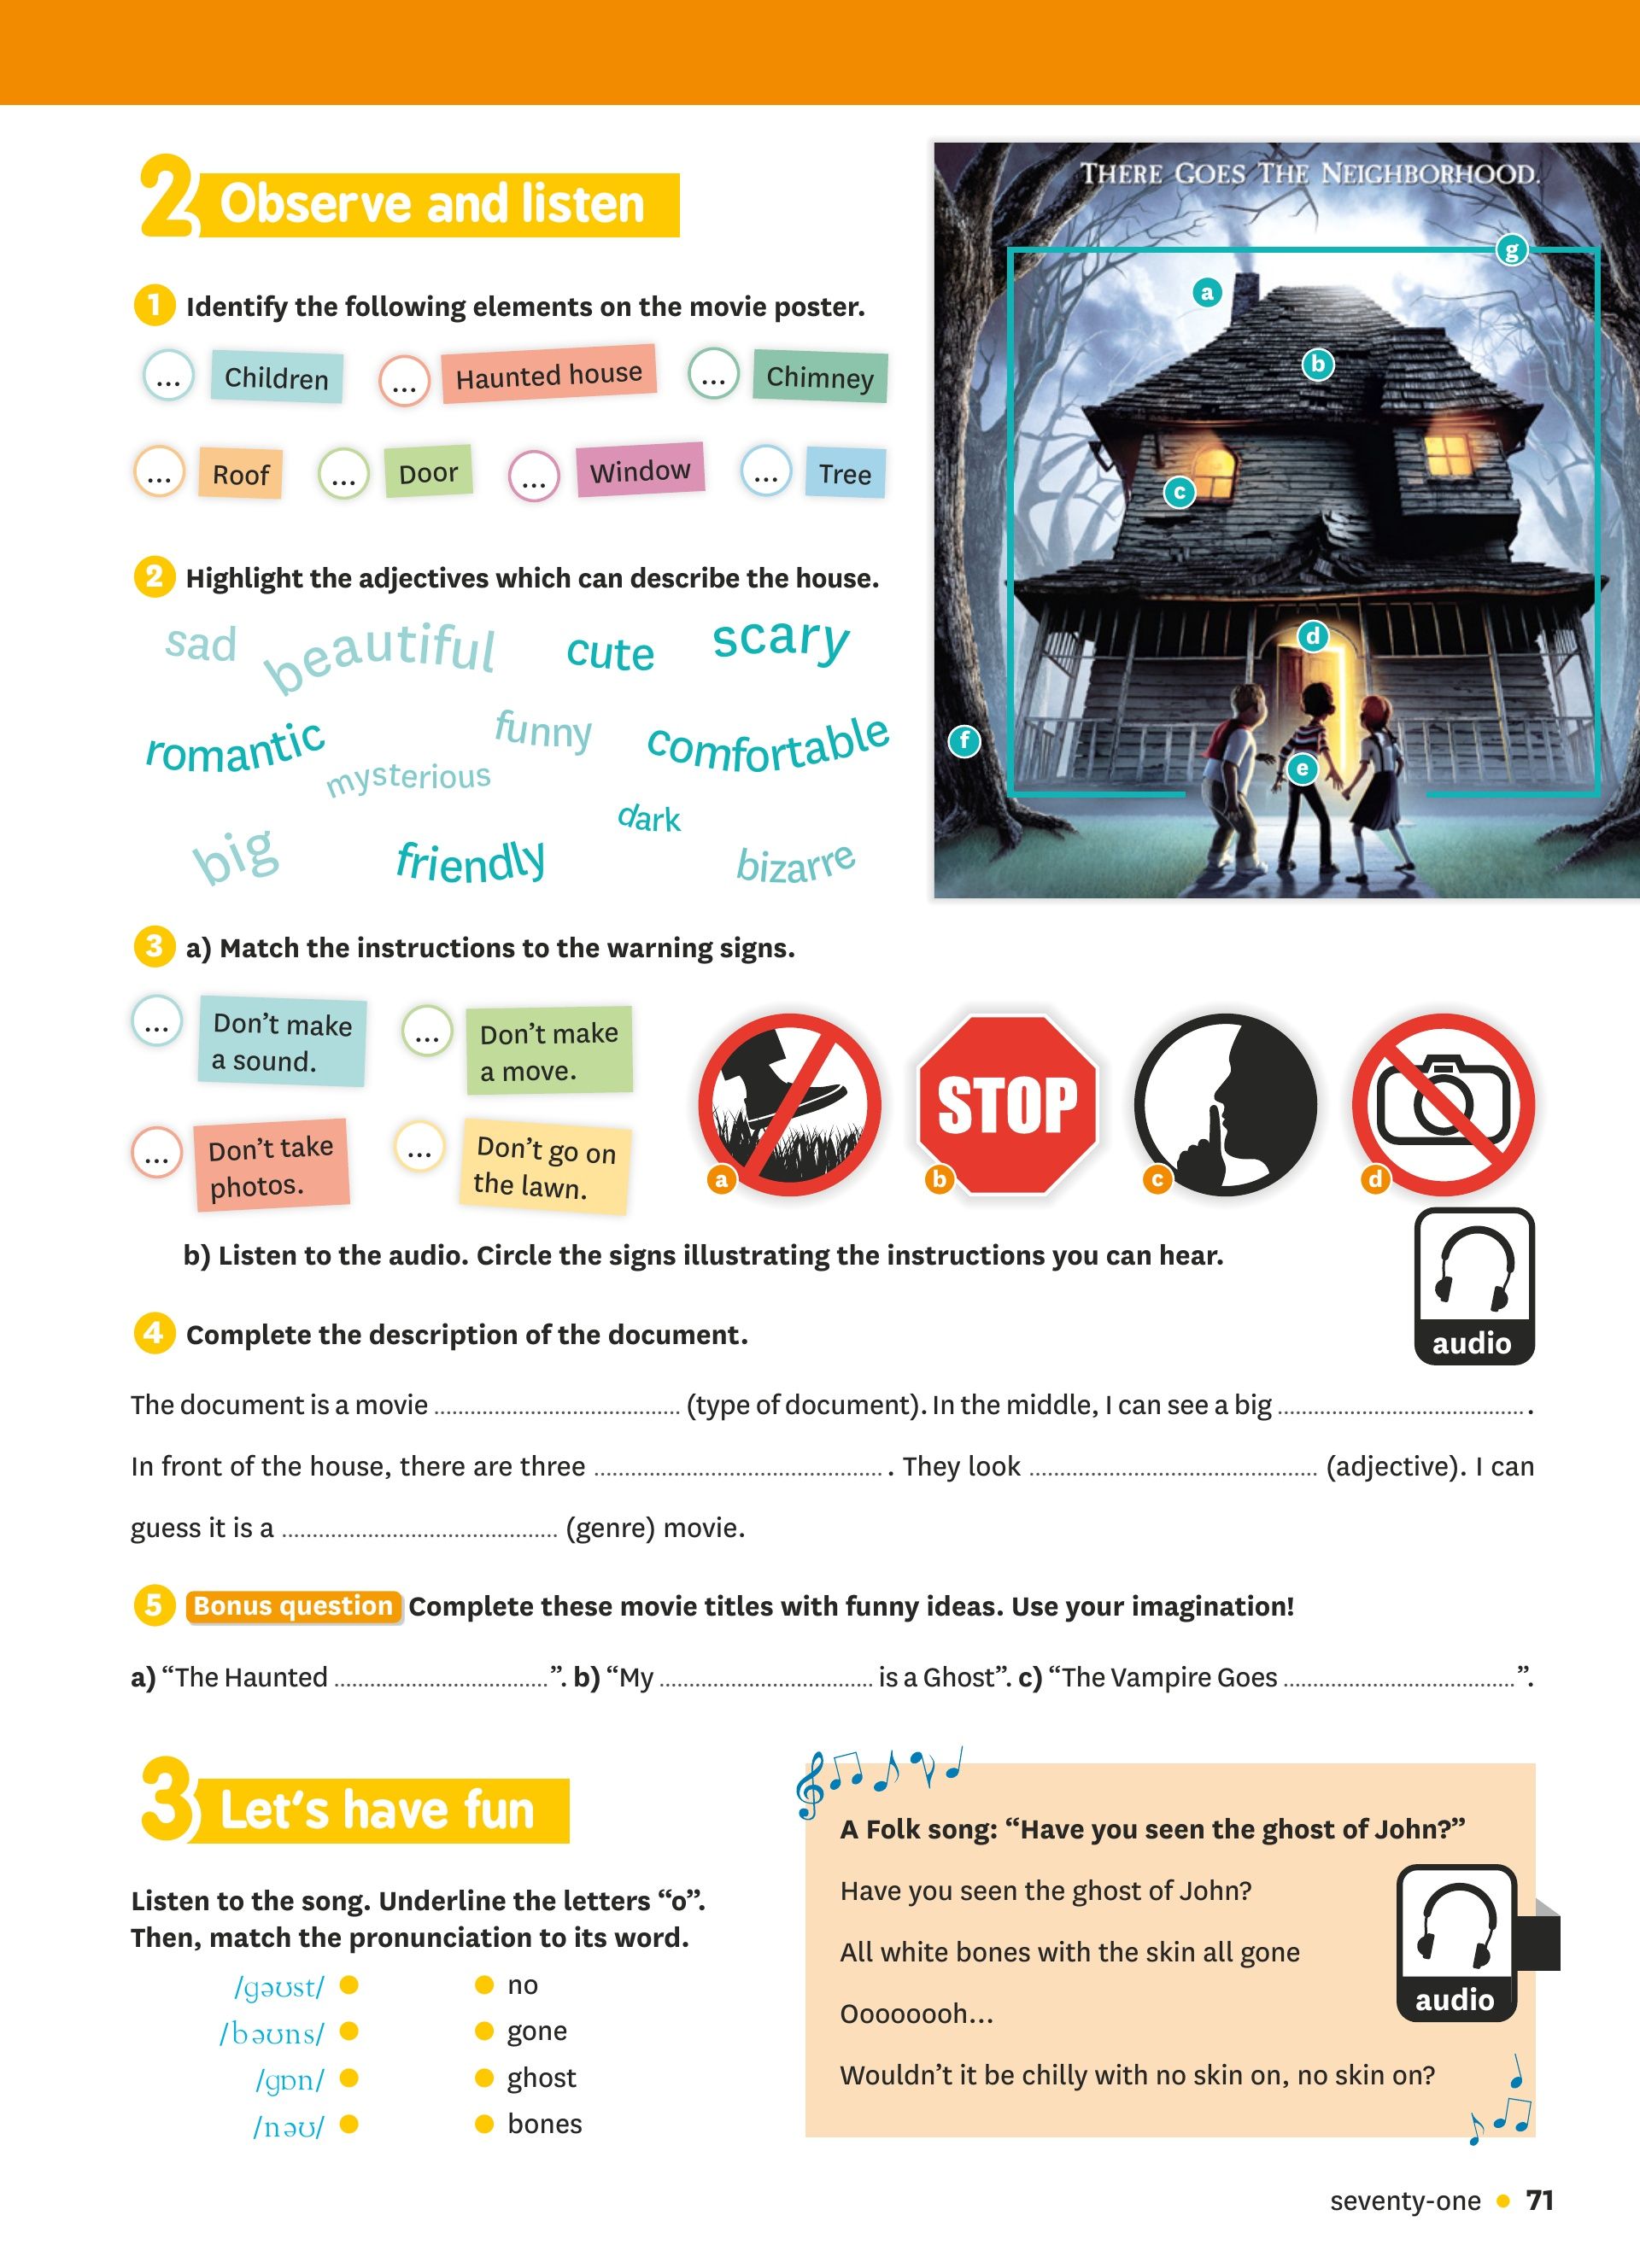 2 Observe and listen
1 Identify the following elements on the movie poster.
... Children ... Haunted house ... Chimney
... Roof ... Door ... Window ... Tree
THERE GOES THE NEIGHBORHOOD.
g
a
b
c
d
f
e
2 Highlight the adjectives which can describe the house.
sad beautiful cute scary
romantic funny comfortable
mysterious
dark
big friendly bizarre
3 a) Match the instructions to the warning signs.
... Don't make
a sound.
... Don't make
a move.
... Don't take
photos.
... Don't go on
the lawn.
STOP
a b c d
b) Listen to the audio. Circle the signs illustrating the instructions you can hear.
audio
4 Complete the description of the document.
The document is a movie ........................................ (type of document). In the middle, I can see a big ........................................ .
In front of the house, there are three ............................................... . They look ............................................... (adjective). I can
guess it is a ............................................. (genre) movie.
5 Bonus question Complete these movie titles with funny ideas. Use your imagination!
a) “The Haunted ...................................”. b) “My ................................... is a Ghost”. c) “The Vampire Goes ...................................... ”.
3 Let's have fun
Listen to the song. Underline the letters “o”.
Then, match the pronunciation to its word.
/gəʊst/ • • no
/bəʊns/ • • gone
/gɒn/ • • ghost
/nəʊ/ • • bones
A Folk song: “Have you seen the ghost of John?”
Have you seen the ghost of John?
All white bones with the skin all gone
Oooooooh…
Wouldn't it be chilly with no skin on, no skin on?
audio
seventy-one • 71